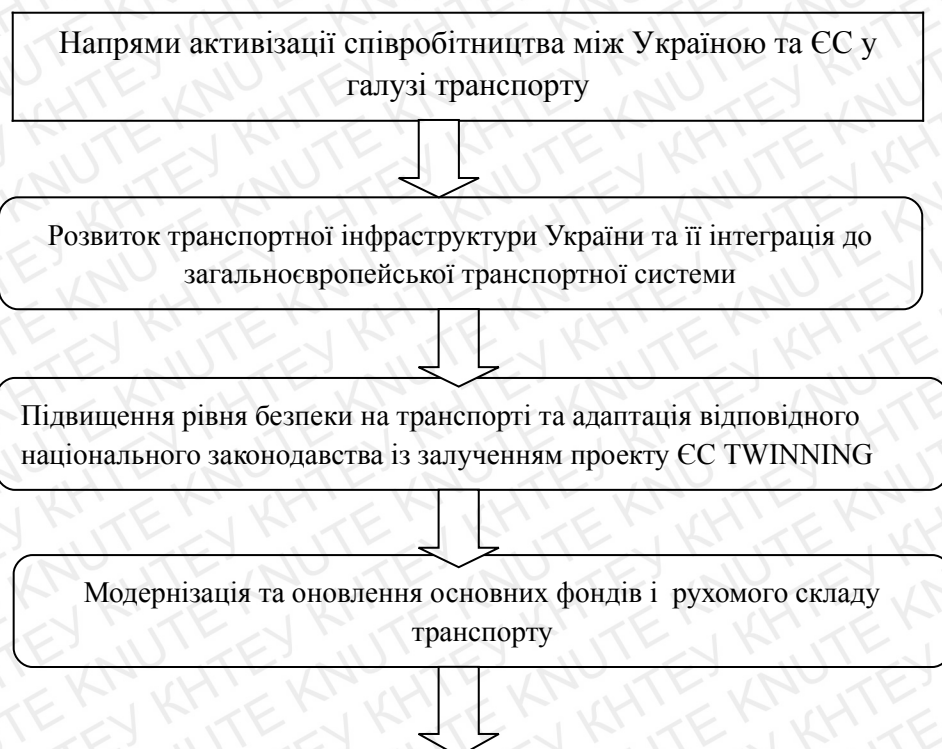 Напрями активізації співробітництва між Україною та ЄС у
галузі транспорту
Розвиток транспортної інфраструктури України та її інтеграція до
загальноєвропейської транспортної системи
Підвищення рівня безпеки на транспорті та адаптація відповідного
національного законодавства із залученням проекту ЄС TWINNING
Модернізація та оновлення основних фондів і рухомого складу
транспорту